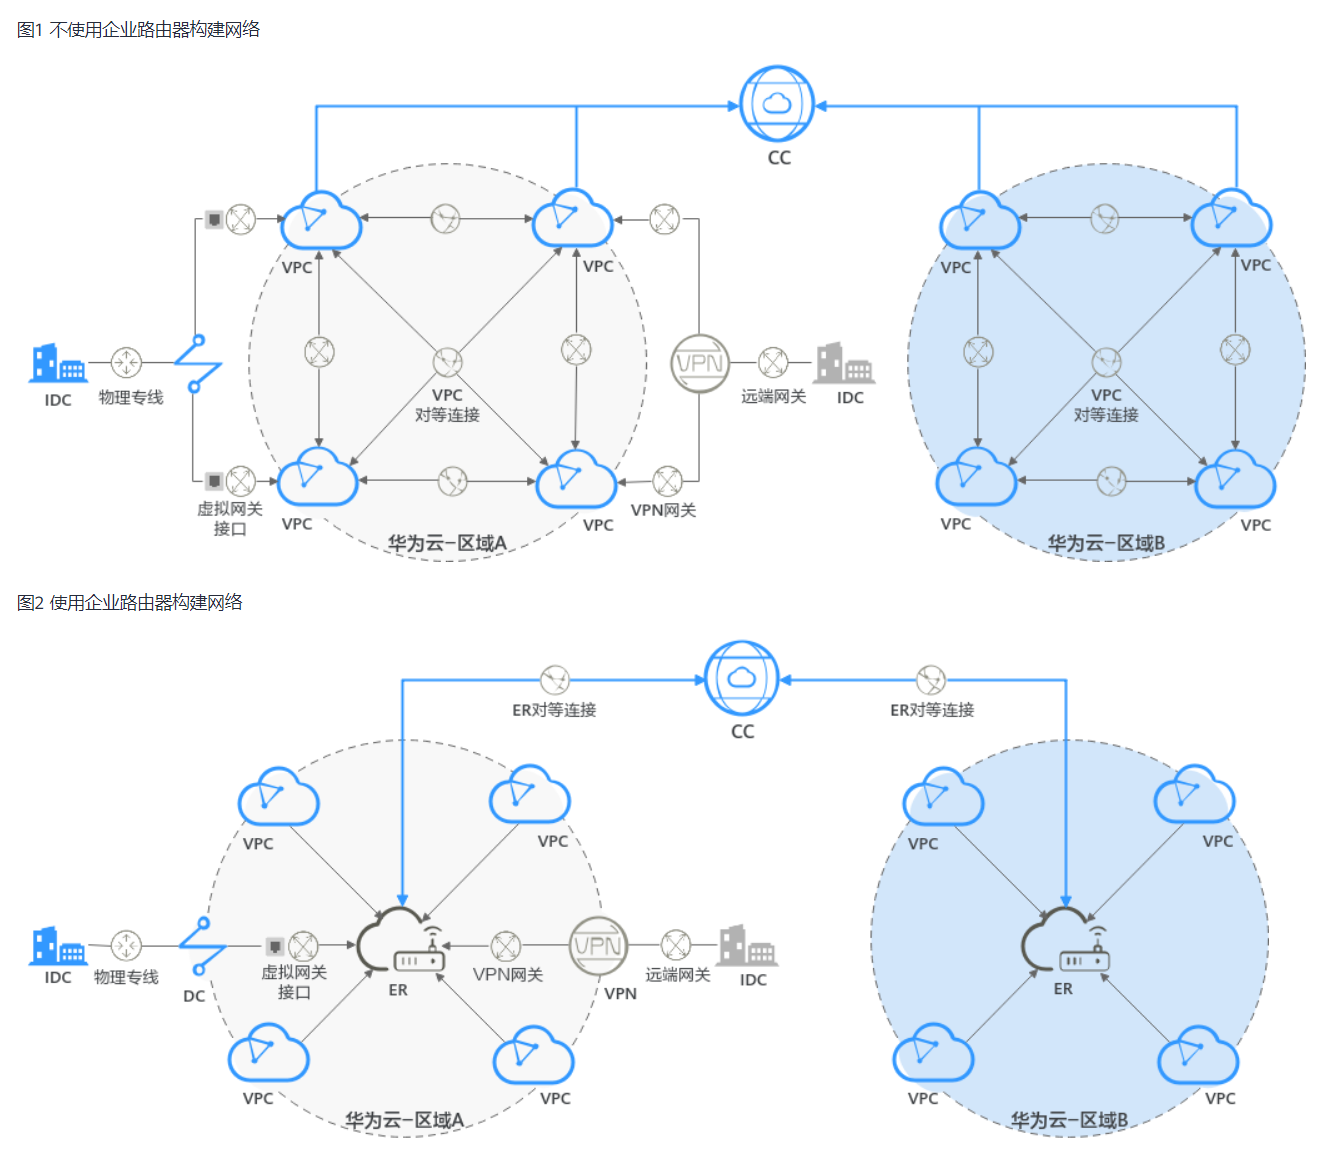 图1 不使用企业路由器构建网络
CC
VPC
VPC
VPC
VPC
IDC
物理专线
VPC
对等连接
VPN
远端网关
IDC
VPC
对等连接
虚拟网关
接口
VPC
VPC
VPN网关
VPC
VPC
华为云-区域A
华为云-区域B
图2 使用企业路由器构建网络
ER对等连接
CC
ER对等连接
VPC
VPC
VPC
VPC
IDC
物理专线
DC
虚拟网关
接口
ER
VPN网关
VPN
VPN
远端网关
IDC
ER
VPC
VPC
VPC
VPC
华为云-区域A
华为云-区域B